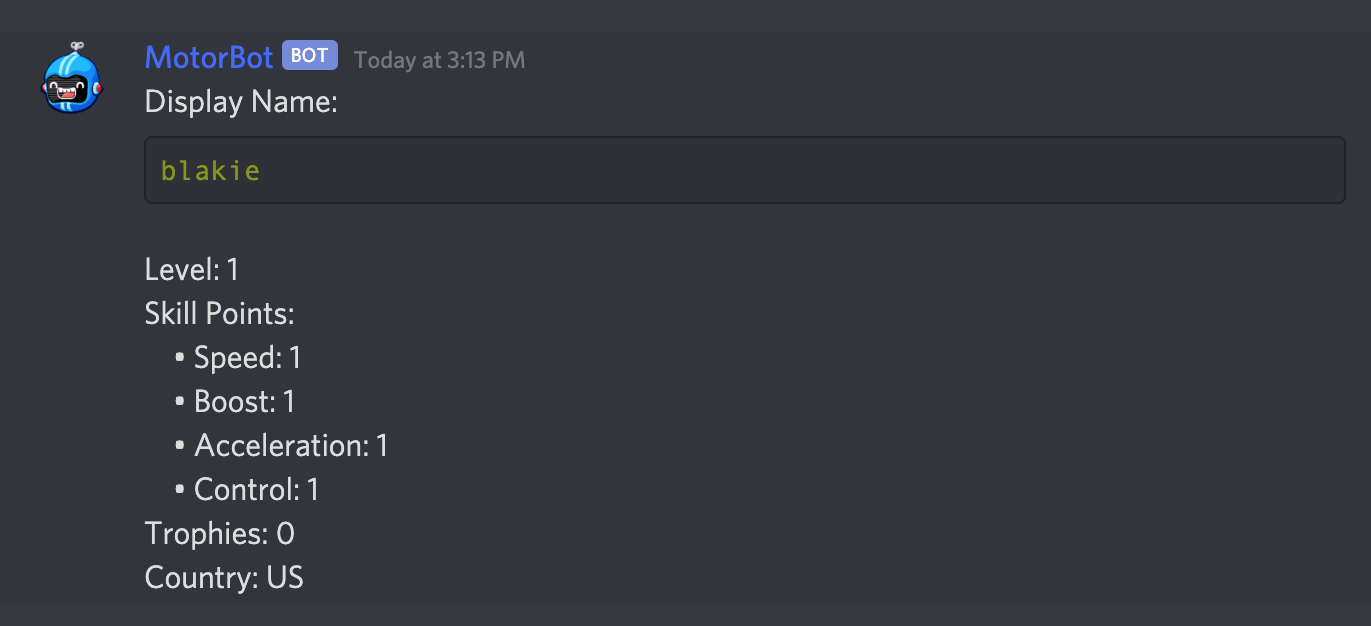 MotorBot BOT Today at 3:13 PM
Display Name:
blakie
Level: 1
Skill Points:
• Speed: 1
• Boost: 1
• Acceleration: 1
• Control: 1
Trophies: 0
Country: US